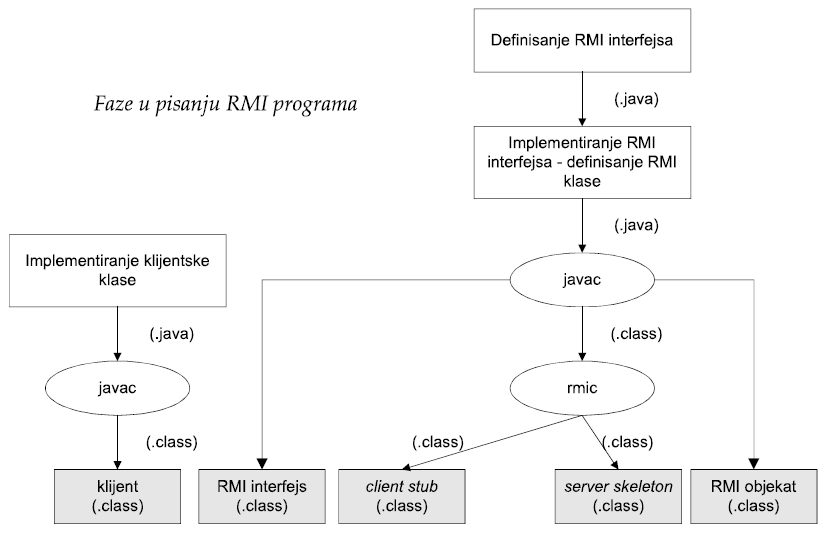 Definisanje RMI interfejsa
Faze u pisanju RMI programa
(.java)
Implementiranje RMI
interfejsa - definisanje RMI
klase
(.java)
Implementiranje klijentske
klase
javac
(.java)
(.class)
javac
rmic
(.class)
(.class)
(.class)
klijent
(.class)
RMI interfejs
(.class)
client stub
(.class)
server skeleton
(.class)
RMI objekat
(.class)